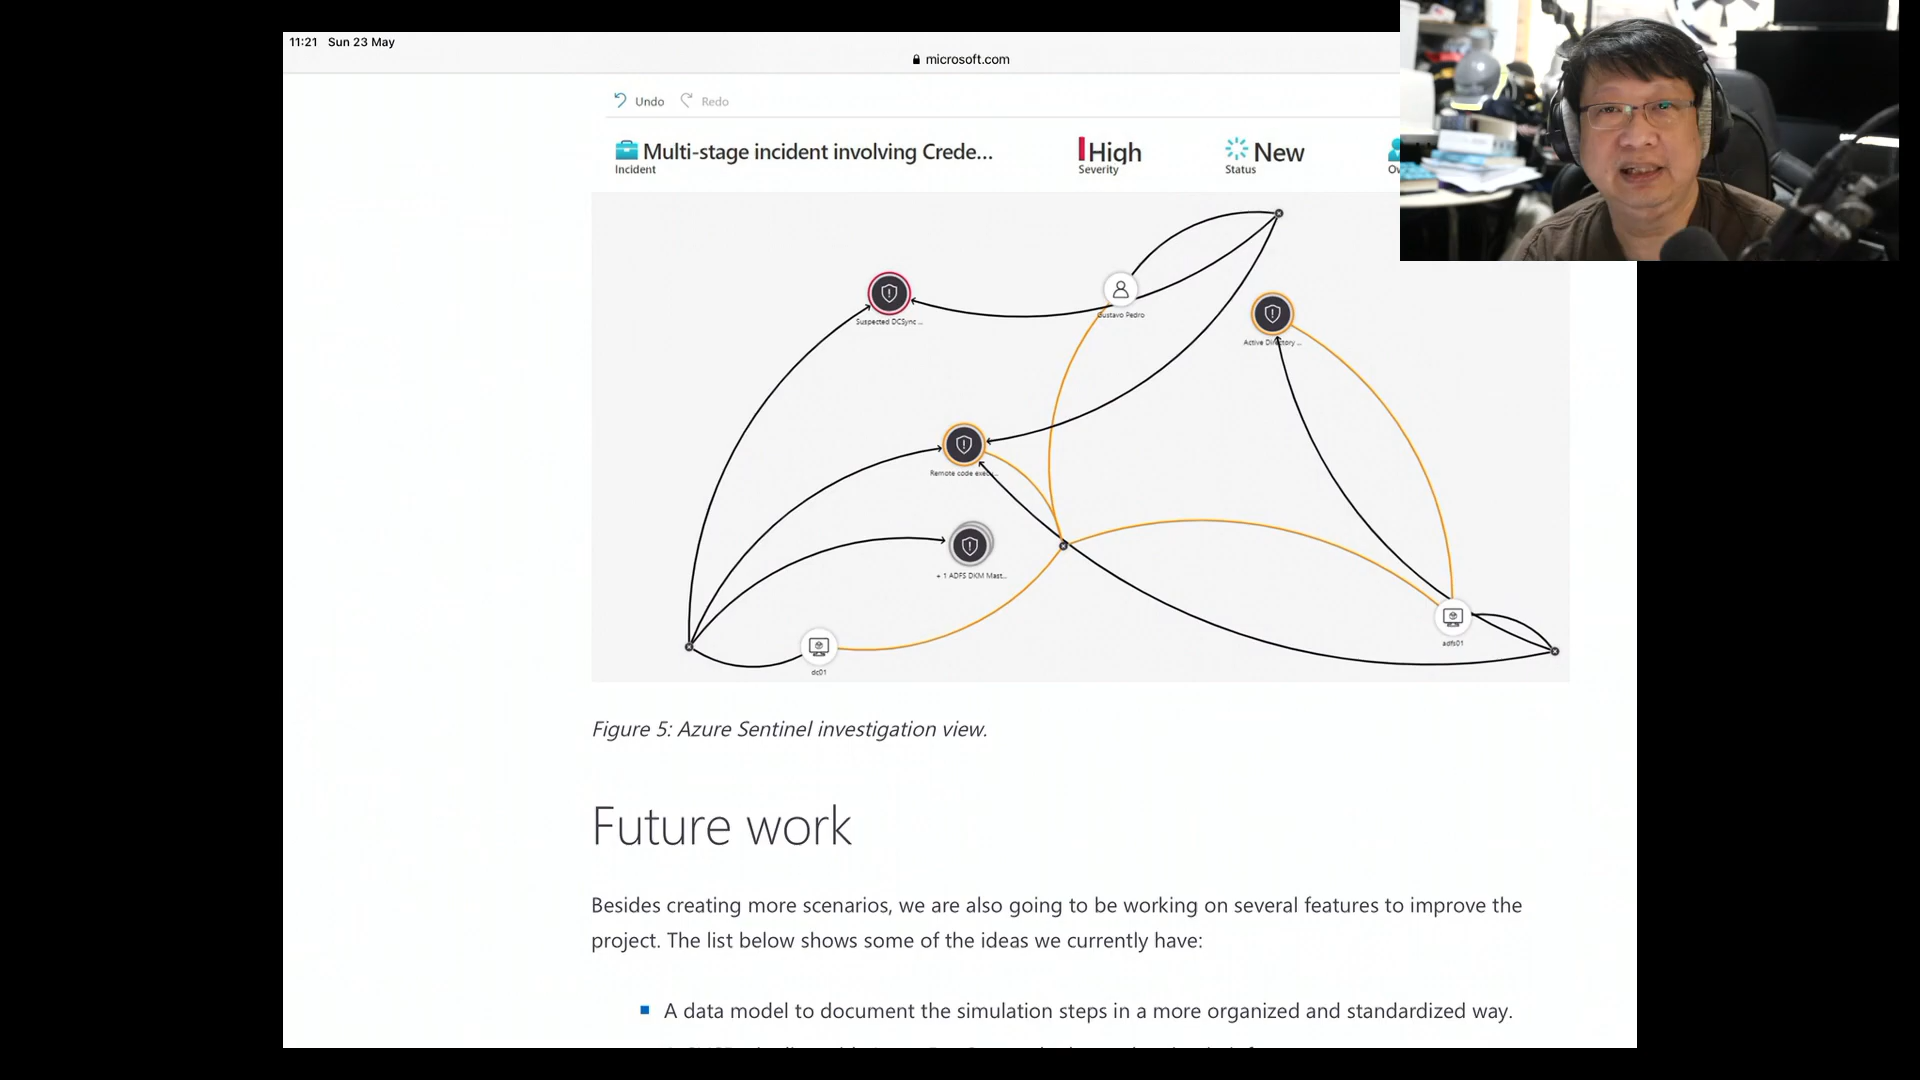 11:21 Sun 23 May
microsoft.com
Undo Redo
Multi-stage incident involving Crede...
High
New
Incident
Severity
Status
Suspected DCSync ...
Gustavo Pedro
Active Directory ...
Remote code exec...
+ 1 ADFS DKM Mast...
adfs01
dc01
Figure 5: Azure Sentinel investigation view.
Future work
Besides creating more scenarios, we are also going to be working on several features to improve the
project. The list below shows some of the ideas we currently have:
A data model to document the simulation steps in a more organized and standardized way.